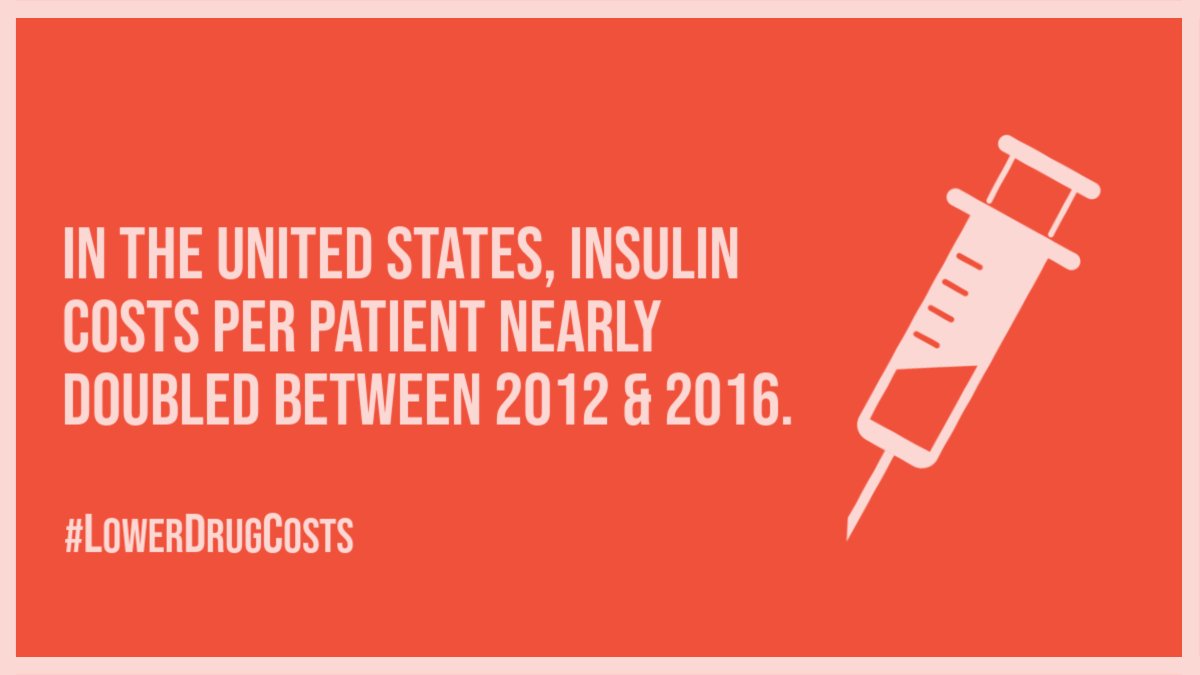 IN THE UNITED STATES, INSULIN
COSTS PER PATIENT NEARLY
DOUBLED BETWEEN 2012 & 2016.
#LOWERDRUGCOSTS